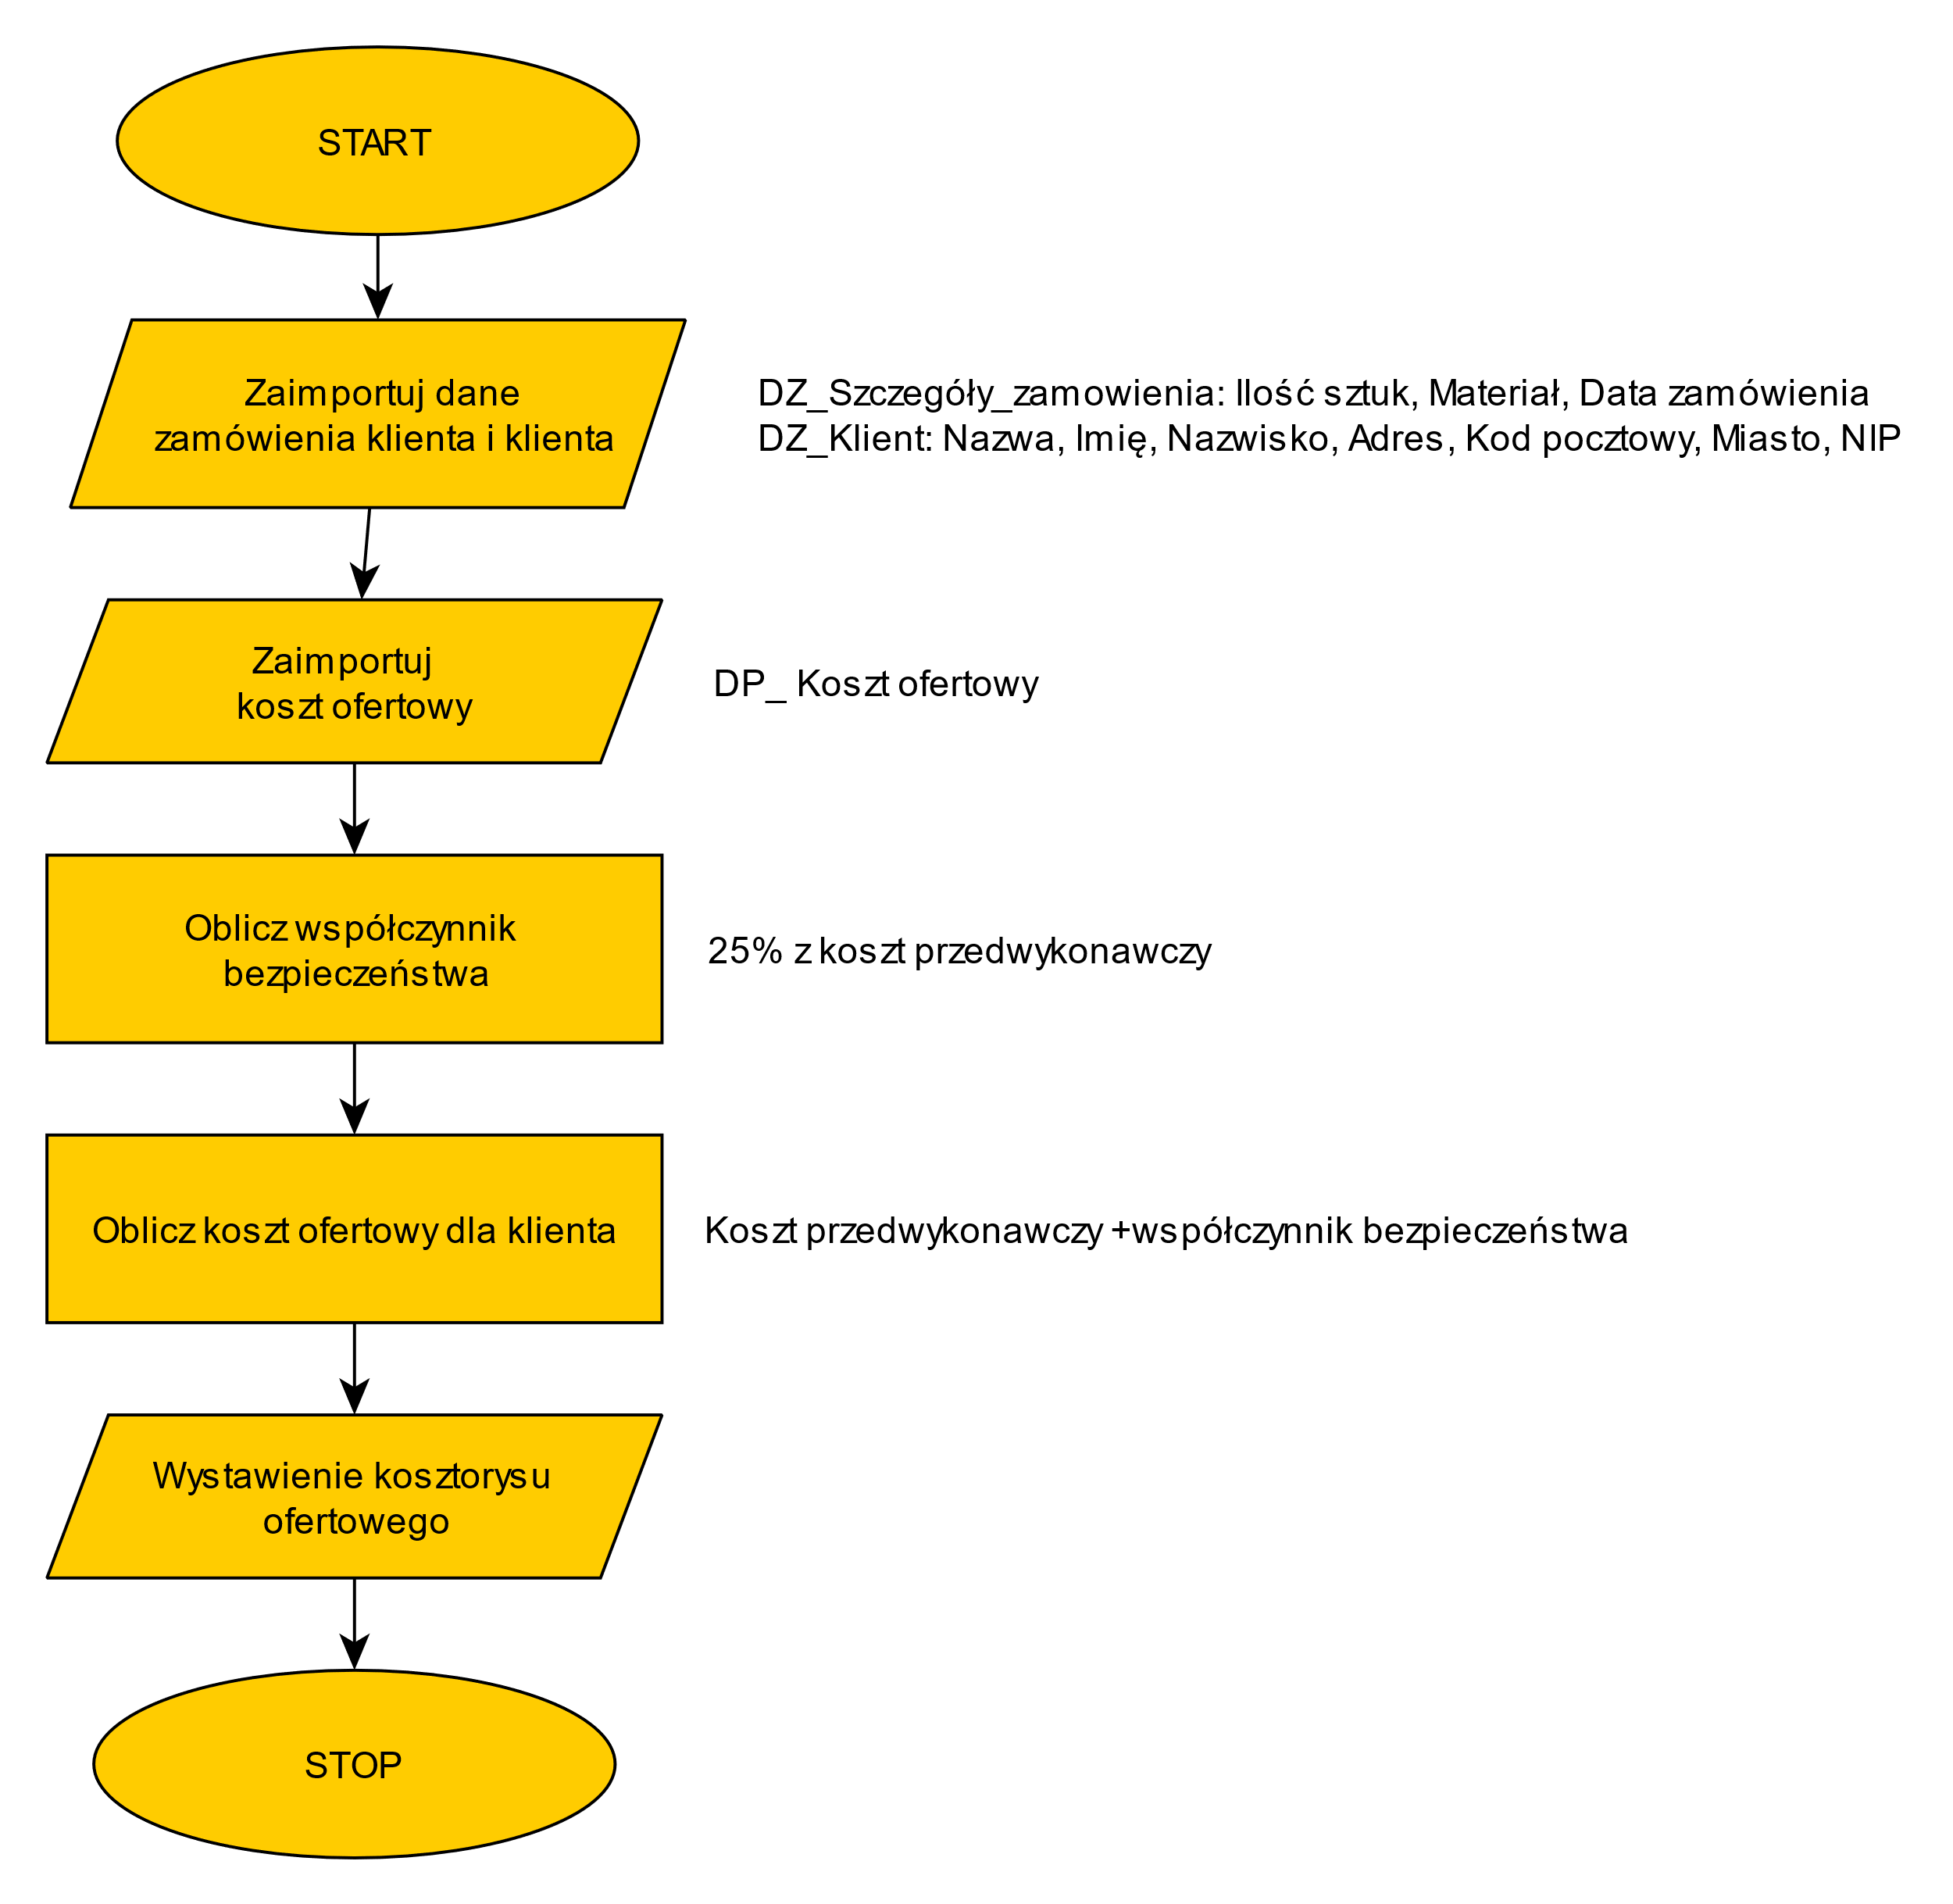 START
Zaimportuj dane
zamówienia klienta i klienta
DZ_Szczegóły_zamowienia: Ilość sztuk, Materiał, Data zamówienia
DZ_Klient: Nazwa, Imię, Nazwisko, Adres, Kod pocztowy, Miasto, NIP
Zaimportuj
koszt ofertowy
DP_ Koszt ofertowy
Oblicz współczynnik
bezpieczeństwa
25% z koszt przedwykonawczy
Oblicz koszt ofertowy dla klienta
Koszt przedwykonawczy +współczynnik bezpieczeństwa
Wystawienie kosztorysu
ofertowego
STOP